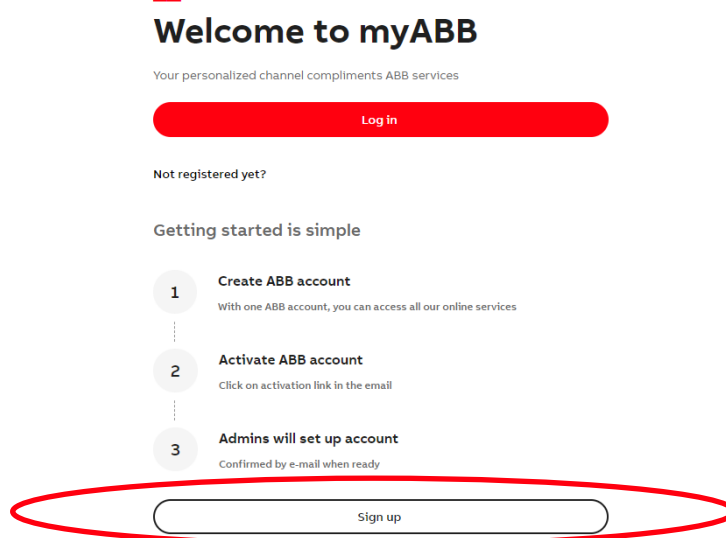 Welcome to myABB
Your personalized channel compliments ABB services
Log in
Not registered yet?
Getting started is simple
1
Create ABB account
With one ABB account, you can access all our online services
2
Activate ABB account
Click on activation link in the email
3
Admins will set up account
Confirmed by e-mail when ready
Sign up